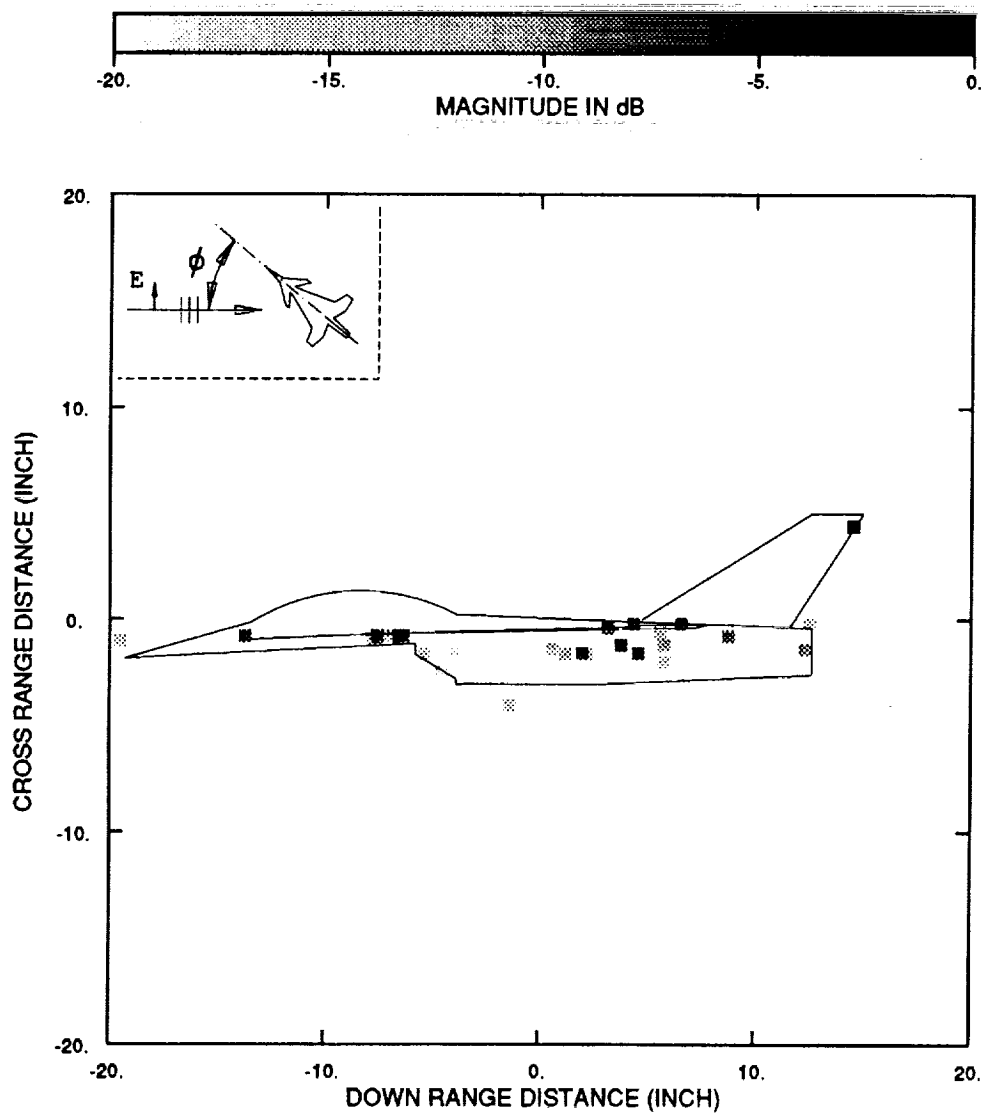 -20. -15. -10. -5. 0.
MAGNITUDE IN dB
20.
E ϕ
10.
0.
-10.
-20.
CROSS RANGE DISTANCE (INCH)
-20. -10. 0. 10. 20.
DOWN RANGE DISTANCE (INCH)